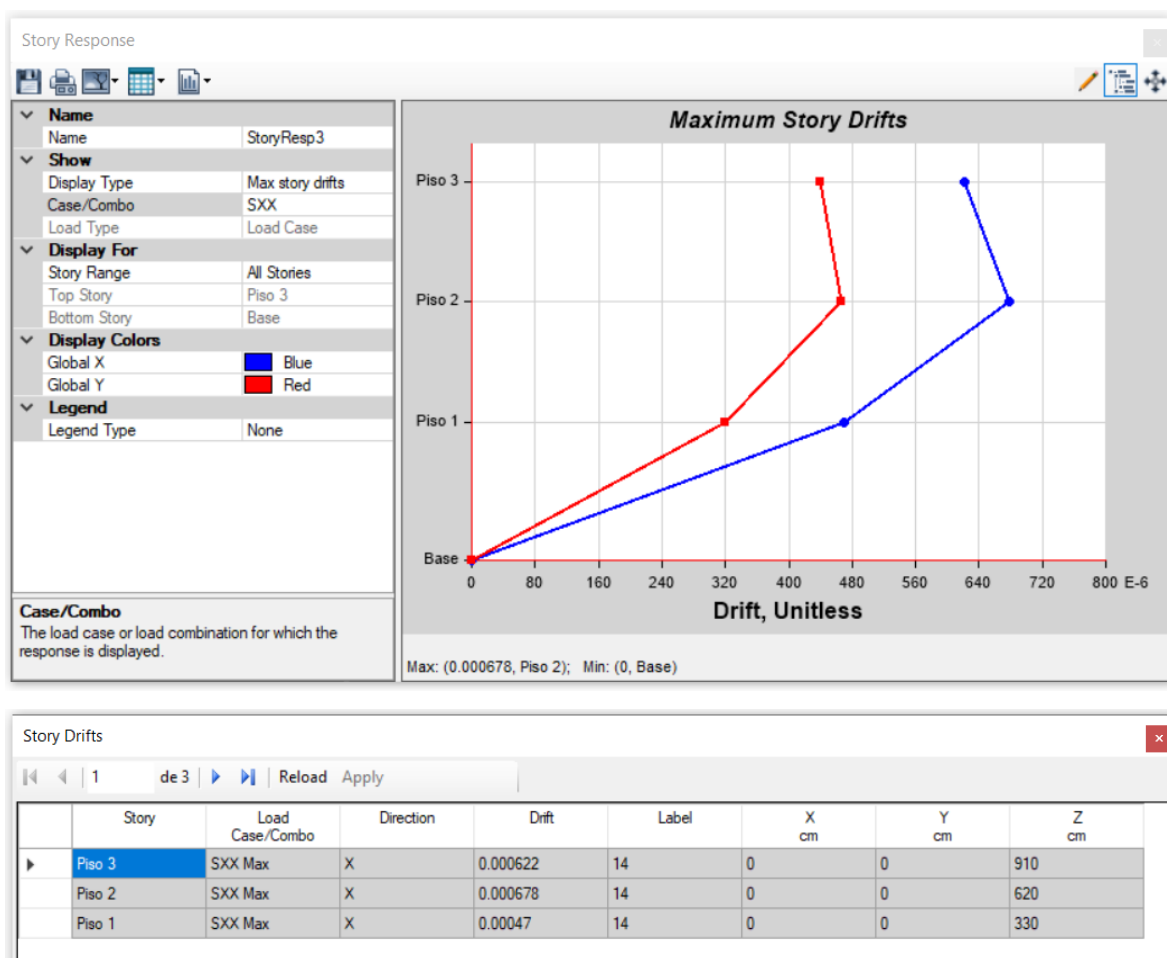 Story Response
Name
Name StoryResp3
Show
Display Type Max story drifts
Case/Combo SXX
Load Type Load Case
Display For
Story Range All Stories
Top Story Piso 3
Bottom Story Base
Display Colors
Global X Blue
Global Y Red
Legend
Legend Type None
Case/Combo
The load case or load combination for which the
response is displayed.
Maximum Story Drifts
Piso 3
Piso 2
Piso 1
Base
0 80 160 240 320 400 480 560 640 720 800 E-6
Drift, Unitless
Max: (0.000678, Piso 2); Min: (0, Base)
Story Drifts
1 de 3 Reload Apply
Story Load Case/Combo Direction Drift Label X cm Y cm Z cm
Piso 3 SXX Max X 0.000622 14 0 0 910
Piso 2 SXX Max X 0.000678 14 0 0 620
Piso 1 SXX Max X 0.00047 14 0 0 330